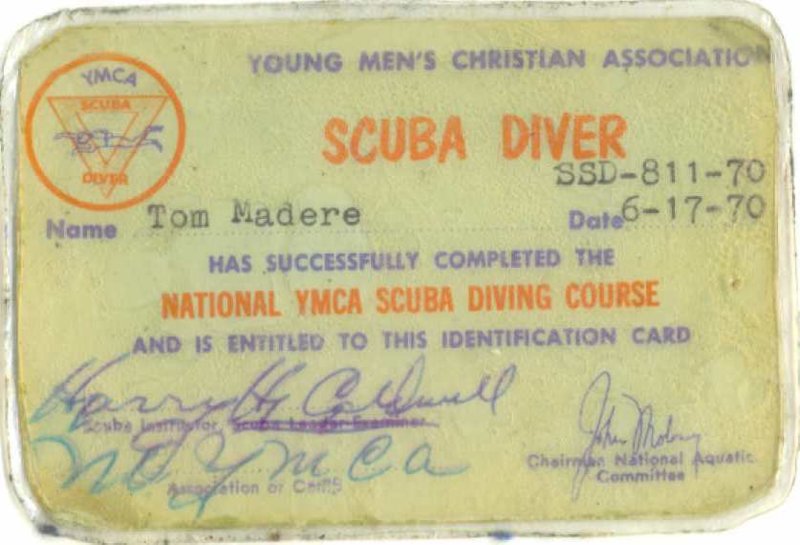 YOUNG MEN'S CHRISTIAN ASSOCIATION
YMCA
SCUBA
DIVER
SCUBA DIVER
SSD-811-70
Name Tom Madere Date 6-17-70
HAS SUCCESSFULLY COMPLETED THE
NATIONAL YMCA SCUBA DIVING COURSE
AND IS ENTITLED TO THIS IDENTIFICATION CARD
Harry H Caldwell
Scuba Instructor, Scuba Leader Examiner
NO YMCA
Association or
John
Chairman National Aquatic
Committee